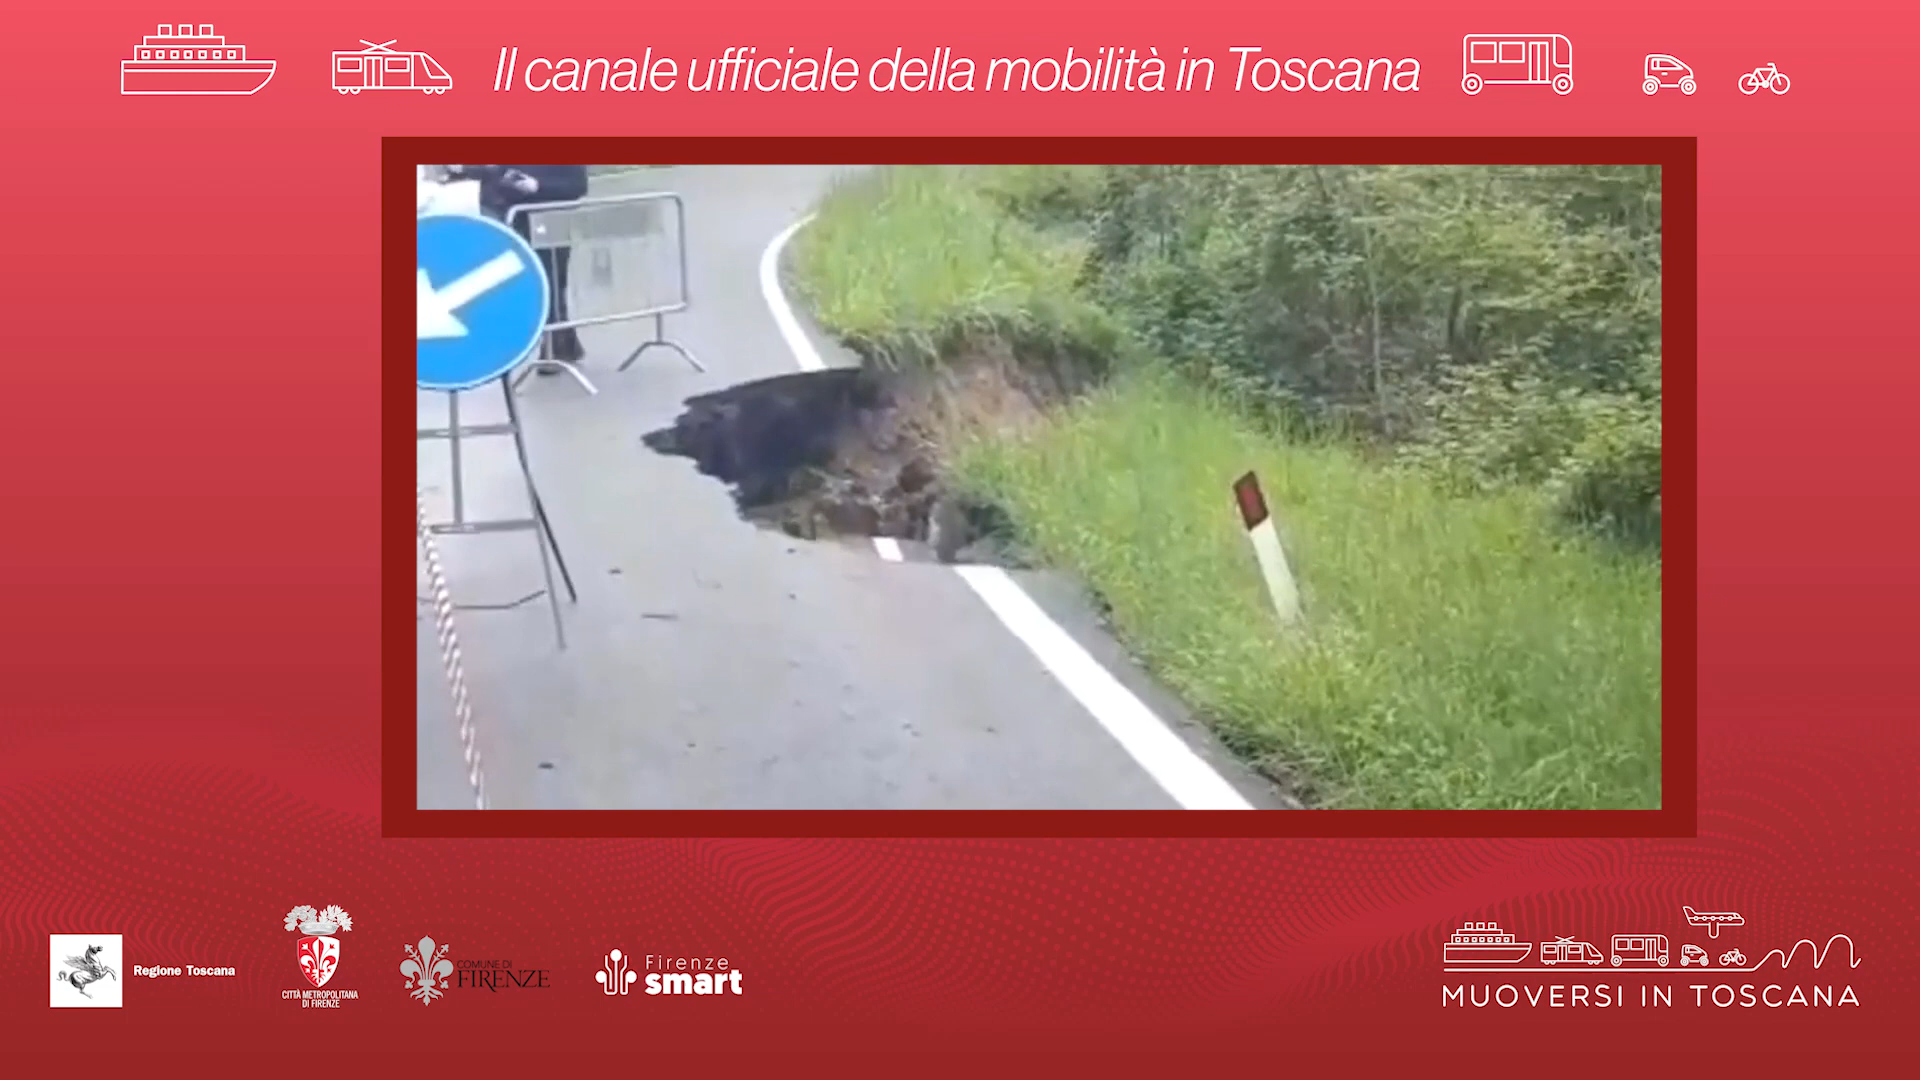 Il canale ufficiale della mobilità in Toscana
Regione Toscana
CITTÀ METROPOLITANA
DI FIRENZE
COMUNE DI
FIRENZE
Firenze
smart
MUOVERSI IN TOSCANA